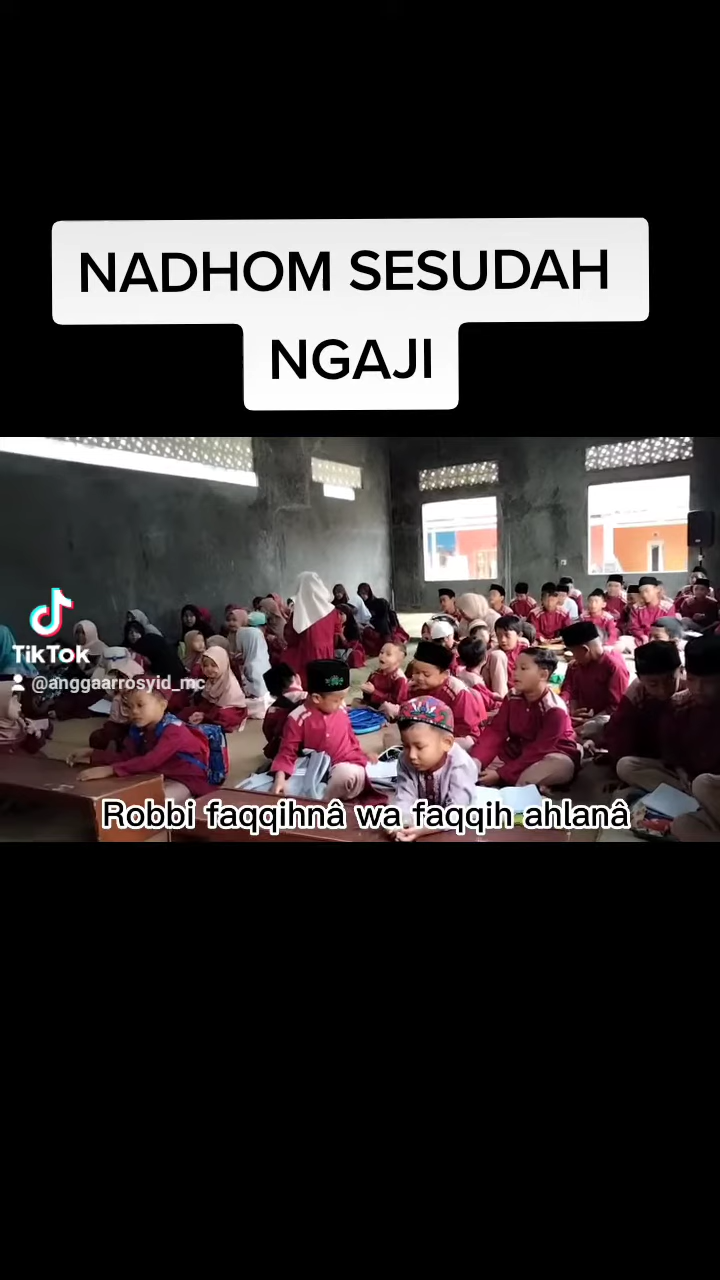 NADHOM SESUDAH
NGAJI
TikTok
@anggaarrosyid_mc
Robbi faqqihnâ wa faqqih ahlanâ